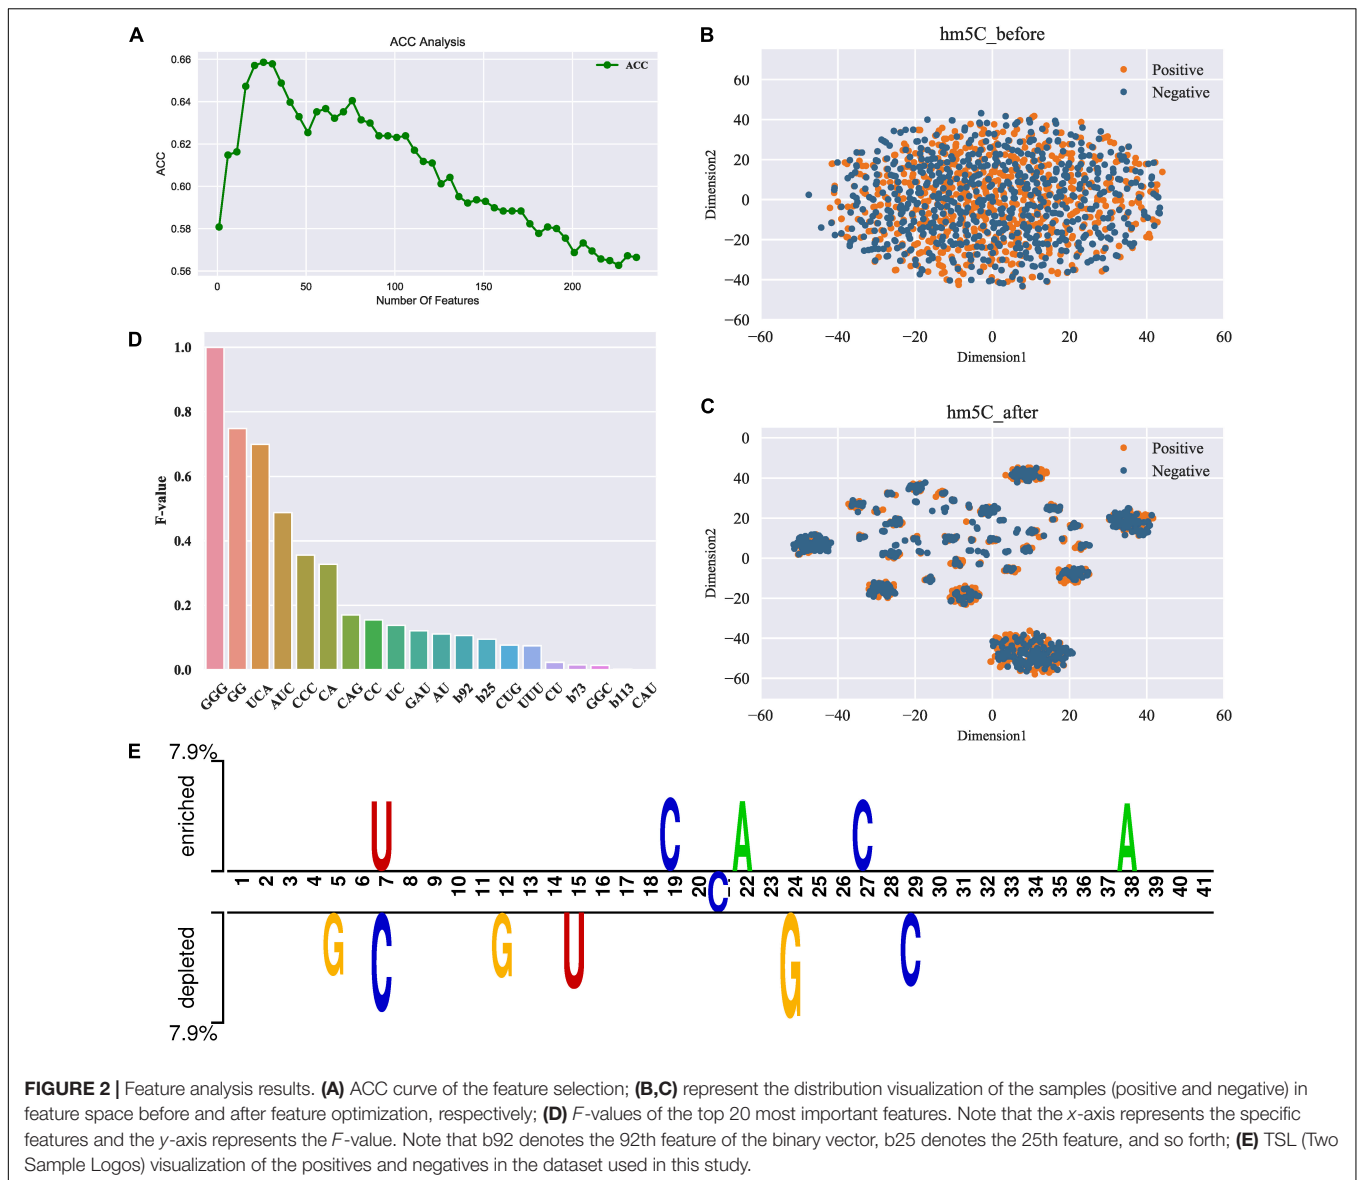 A
ACC Analysis
ACC
0.66
0.64
0.62
0.60
0.58
0.56
ACC
0
50
100
150
200
Number Of Features
B
hm5C_before
Positive
Negative
60
40
20
0
−20
−40
−60
Dimension2
−60
−40
−20
0
20
40
60
Dimension1
D
1.0
0.8
0.6
0.4
0.2
0.0
F-value
GGG
GG
UCA
AUC
CCC
CA
CAG
CC
UC
GAU
AU
b92
b25
CUG
UUU
CU
b73
GGC
b113
CAU
C
hm5C_after
Positive
Negative
0
40
20
0
−20
−40
−60
Dimension2
−60
−40
−20
0
20
40
60
Dimension1
E
7.9%
enriched
U
C
A
C
A
1 2 3 4 5 6 7 8 9 10 11 12 13 14 15 16 17 18 19 20 C 22 23 24 25 26 27 28 29 30 31 32 33 34 35 36 37 38 39 40 41
depleted
G
C
G
U
G
C
7.9%
FIGURE 2 | Feature analysis results. (A) ACC curve of the feature selection; (B,C) represent the distribution visualization of the samples (positive and negative) in
feature space before and after feature optimization, respectively; (D) F-values of the top 20 most important features. Note that the x-axis represents the specific
features and the y-axis represents the F-value. Note that b92 denotes the 92th feature of the binary vector, b25 denotes the 25th feature, and so forth; (E) TSL (Two
Sample Logos) visualization of the positives and negatives in the dataset used in this study.